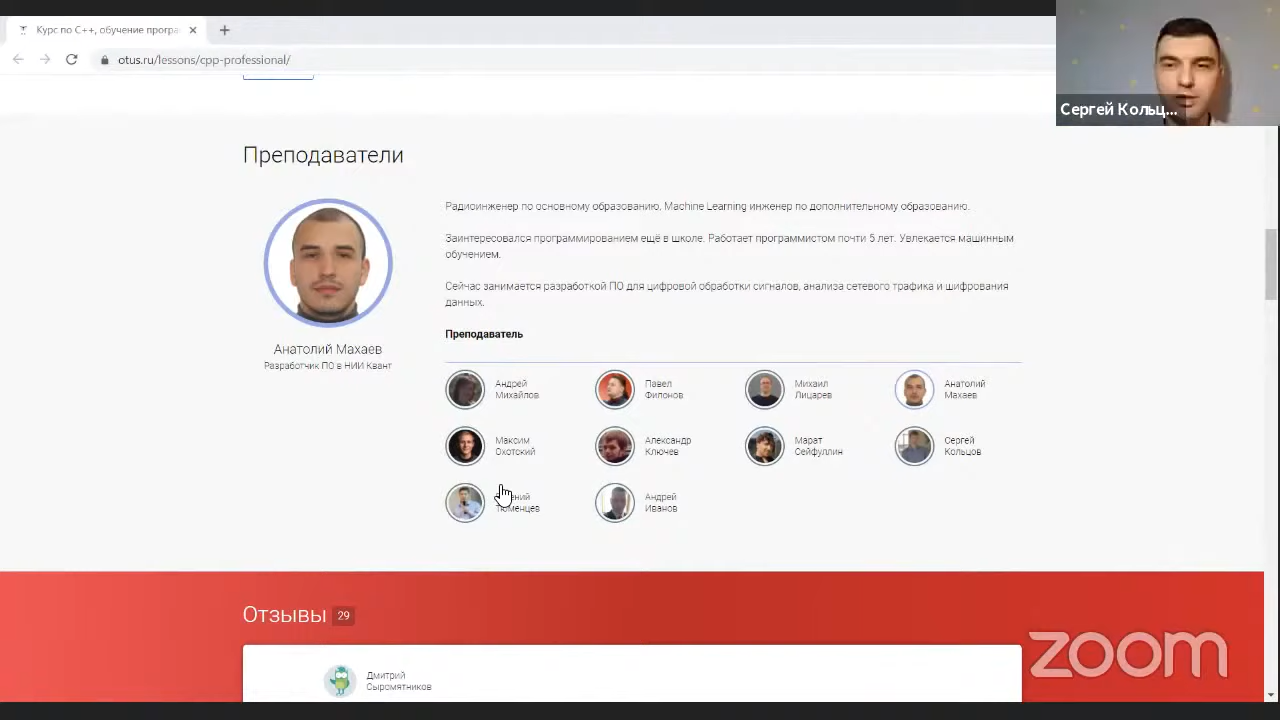 Курс по C++, обучение програ
otus.ru/lessons/cpp-professional/
Сергей Кольц...
Преподаватели
Радиоинженер по основному образованию, Machine Learning инженер по дополнительному образованию.
Заинтересовался программированием ещё в школе. Работает программистом почти 5 лет. Увлекается машинным
обучением.
Сейчас занимается разработкой ПО для цифровой обработки сигналов, анализа сетевого трафика и шифрования
данных.
Преподаватель
Анатолий Махаев
Разработчик ПО в НИИ Квант
Андрей
Михайлов
Павел
Филонов
Михаил
Лицарев
Анатолий
Махаев
Максим
Охотский
Александр
Ключев
Марат
Сейфуллин
Сергей
Кольцов
Тюменцев
Андрей
Иванов
Отзывы 29
Дмитрий
Сыромятников
zoom